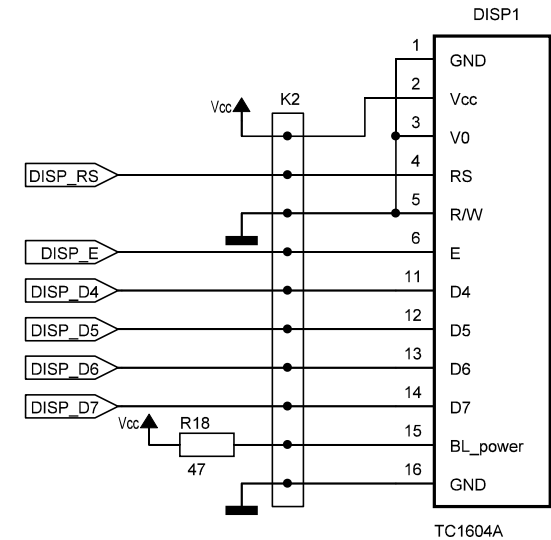 DISP1
1 GND
K2 2 Vcc
Vcc
3 V0
DISP_RS 4 RS
5 R/W
DISP_E 6 E
DISP_D4 11 D4
DISP_D5 12 D5
DISP_D6 13 D6
DISP_D7 14 D7
Vcc R18 15 BL_power
47 16 GND
TC1604A